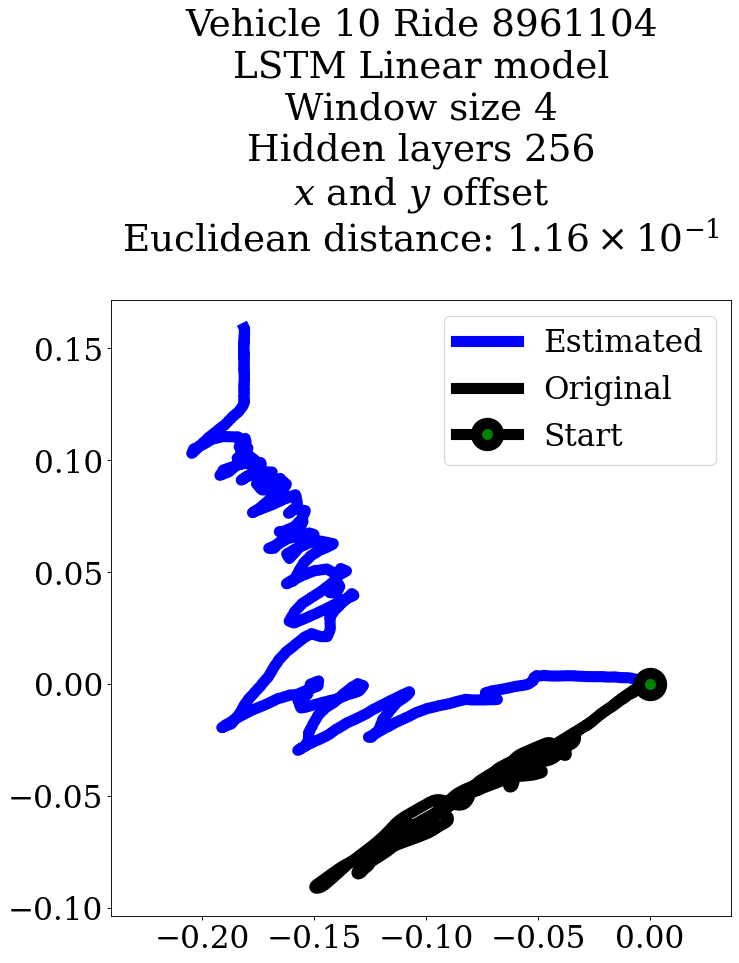 Vehicle 10 Ride 8961104
LSTM Linear model
Window size 4
Hidden layers 256
x and y offset
Euclidean distance: 1.16 × 10⁻¹
Estimated
Original
Start
0.15
0.10
0.05
0.00
−0.05
−0.10
−0.20 −0.15 −0.10 −0.05 0.00